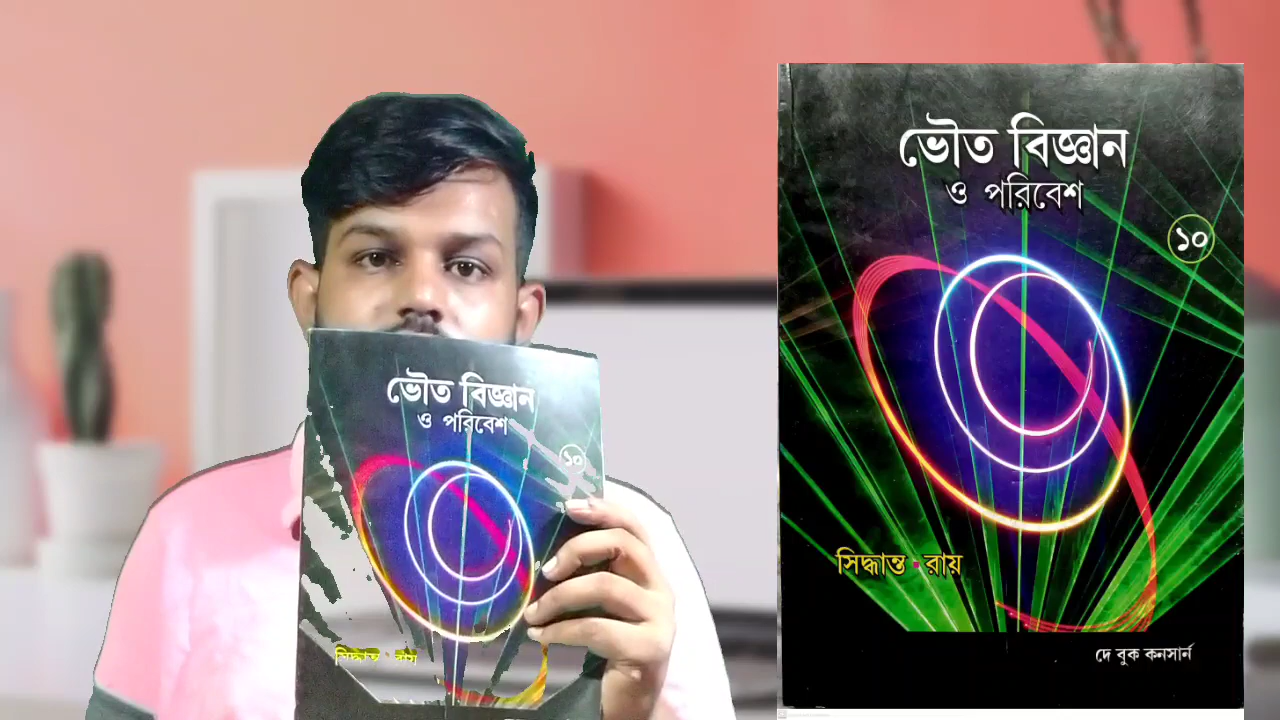 ভৌত বিজ্ঞান
ও পরিবেশ
১০
সিদ্ধান্ত • রায়
ভৌত বিজ্ঞান
ও পরিবেশ
১০
সিদ্ধান্ত • রায়
দে বুক কনসার্ন